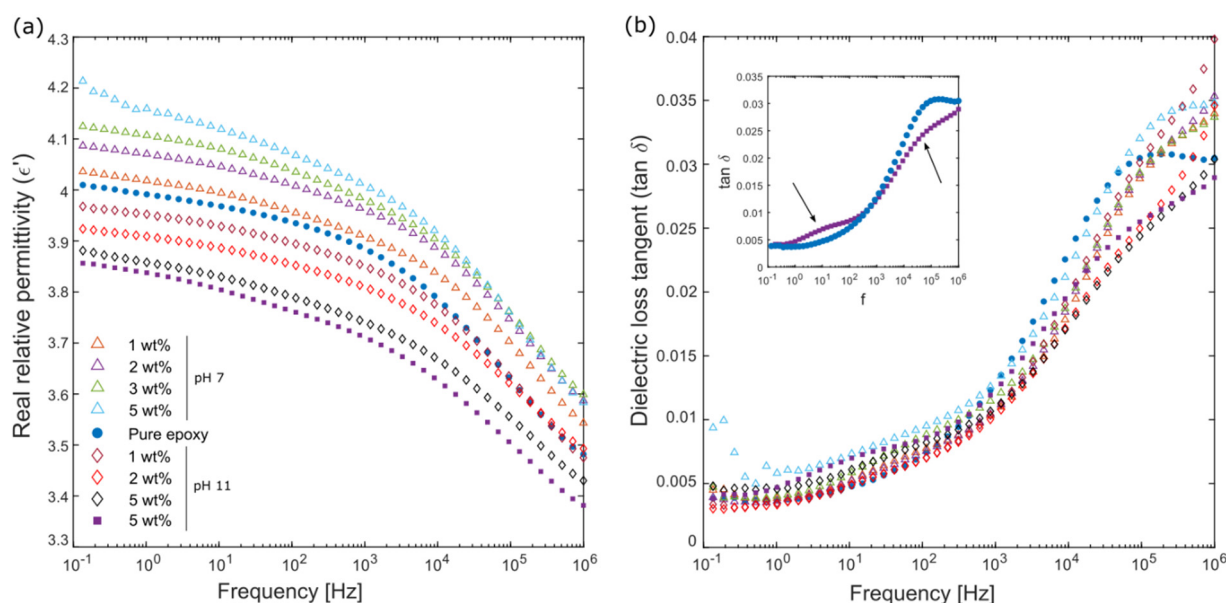 (a)
Real relative permittivity (ϵ')
4.3
4.2
4.1
4
3.9
3.8
3.7
3.6
3.5
3.4
3.3
1 wt%
2 wt%
3 wt%
5 wt%
pH 7
Pure epoxy
1 wt%
2 wt%
5 wt%
5 wt%
pH 11
10^-1 10^0 10^1 10^2 10^3 10^4 10^5 10^6
Frequency [Hz]
(b)
Dielectric loss tangent (tan δ)
0.04
0.035
0.03
0.025
0.02
0.015
0.01
0.005
0
tan δ
0.035
0.03
0.025
0.02
0.015
0.01
0.005
0
10^-1 10^0 10^1 10^2 10^3 10^4 10^5 10^6
f
10^-1 10^0 10^1 10^2 10^3 10^4 10^5 10^6
Frequency [Hz]